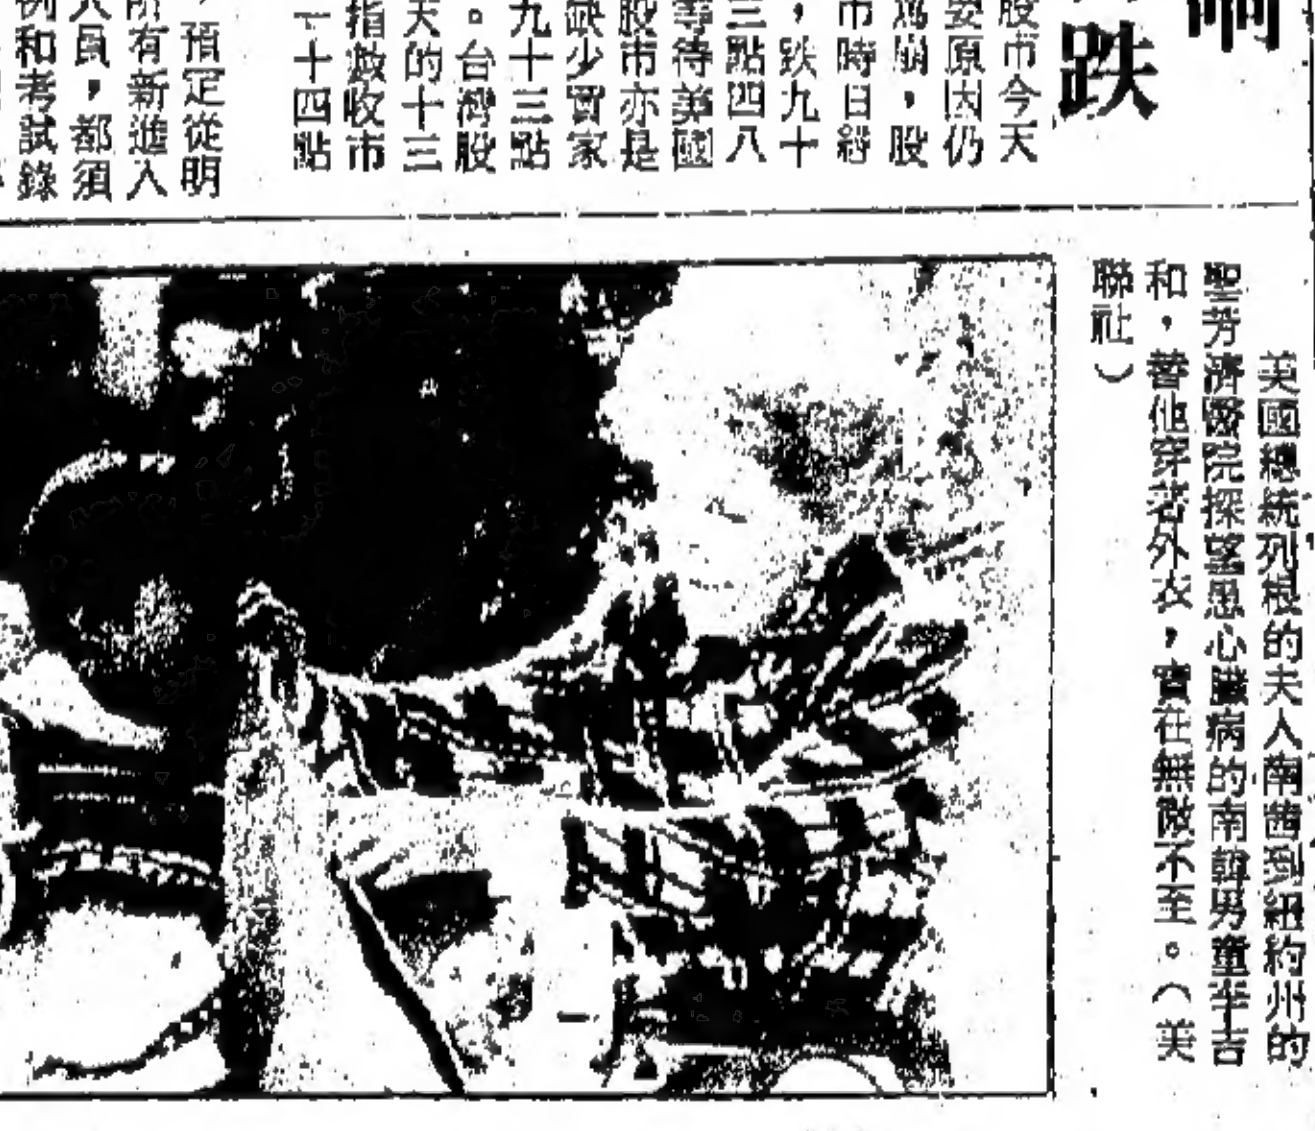 响
跌
股市今天
要原因仍
為崩，股
市時日經
，跌九十
三點四八
等待美國
股市亦是
缺少買家
九十三點
。台灣股
天的十三
指數收市
一十四點
，預定從明
所有新進入
人員，都須
例和考試錄
美國總統列根的夫人南茜到紐約州的
聖芳濟醫院探望患心臟病的南韓男童半吉
和，替他穿著外衣，實在無微不至。（美
聯社）